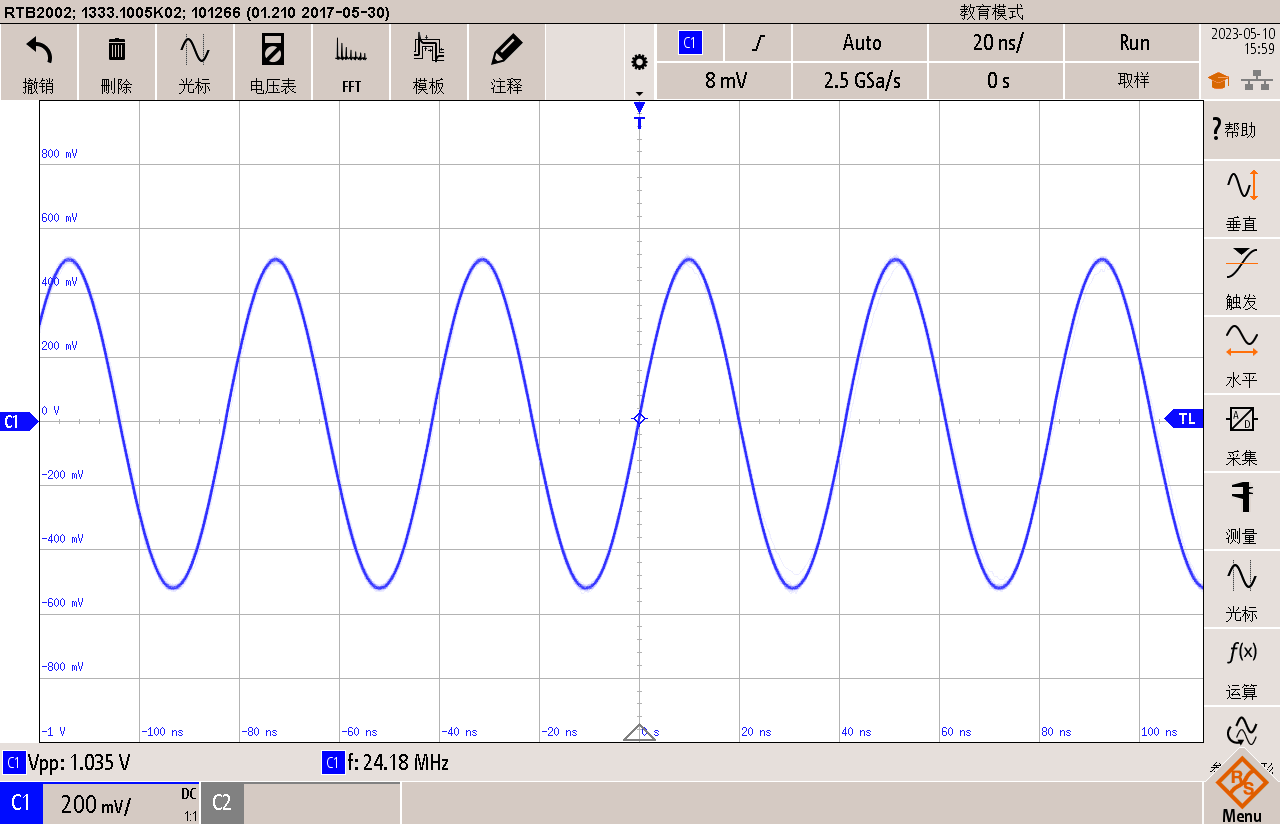 RTB2002; 1333.1005K02; 101266 (01.210 2017-05-30)
教育模式
撤销
删除
光标
电压表
FFT
模板
注释
C1
Auto
20 ns/
Run
8 mV
2.5 GSa/s
0 s
取样
2023-05-10
15:59
T
?帮助
垂直
触发
水平
采集
测量
光标
f(x)
运算
800 mV
600 mV
400 mV
200 mV
0 V
-200 mV
-400 mV
-600 mV
-800 mV
-1 V
-100 ns
-80 ns
-60 ns
-40 ns
-20 ns
0 s
20 ns
40 ns
60 ns
80 ns
100 ns
C1
TL
C1 Vpp: 1.035 V
C1 f: 24.18 MHz
C1
200 mV/
DC
1:1
C2
R&S
Menu